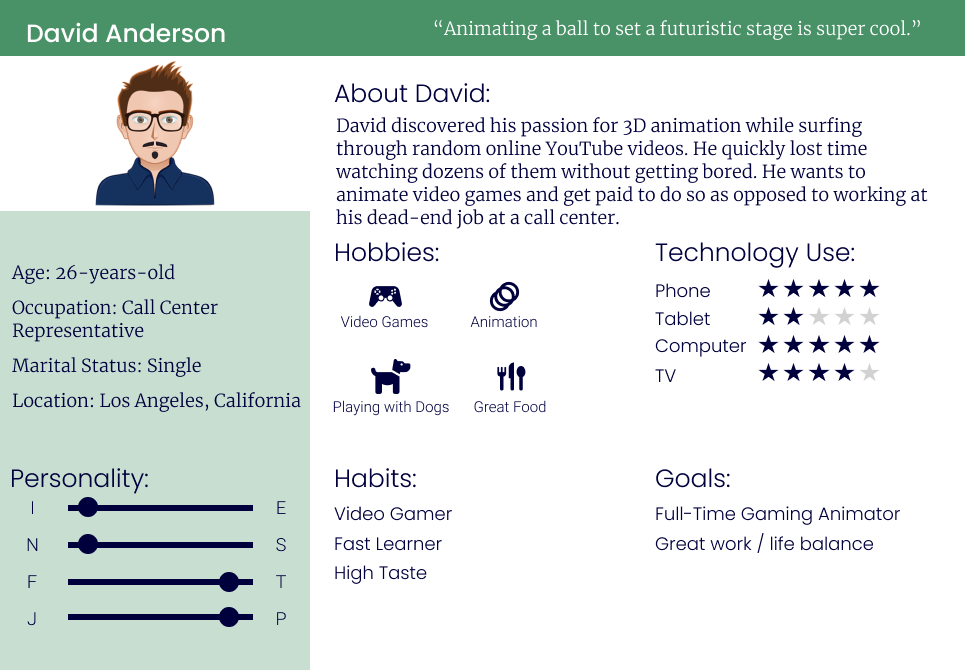 David Anderson
“Animating a ball to set a futuristic stage is super cool.”
About David:
David discovered his passion for 3D animation while surfing
through random online YouTube videos. He quickly lost time
watching dozens of them without getting bored. He wants to
animate video games and get paid to do so as opposed to working at
his dead-end job at a call center.
Age: 26-years-old
Occupation: Call Center
Representative
Marital Status: Single
Location: Los Angeles, California
Personality:
I E
N S
F T
J P
Hobbies:
Video Games
Animation
Playing with Dogs
Great Food
Technology Use:
Phone
Tablet
Computer
TV
Habits:
Video Gamer
Fast Learner
High Taste
Goals:
Full-Time Gaming Animator
Great work / life balance